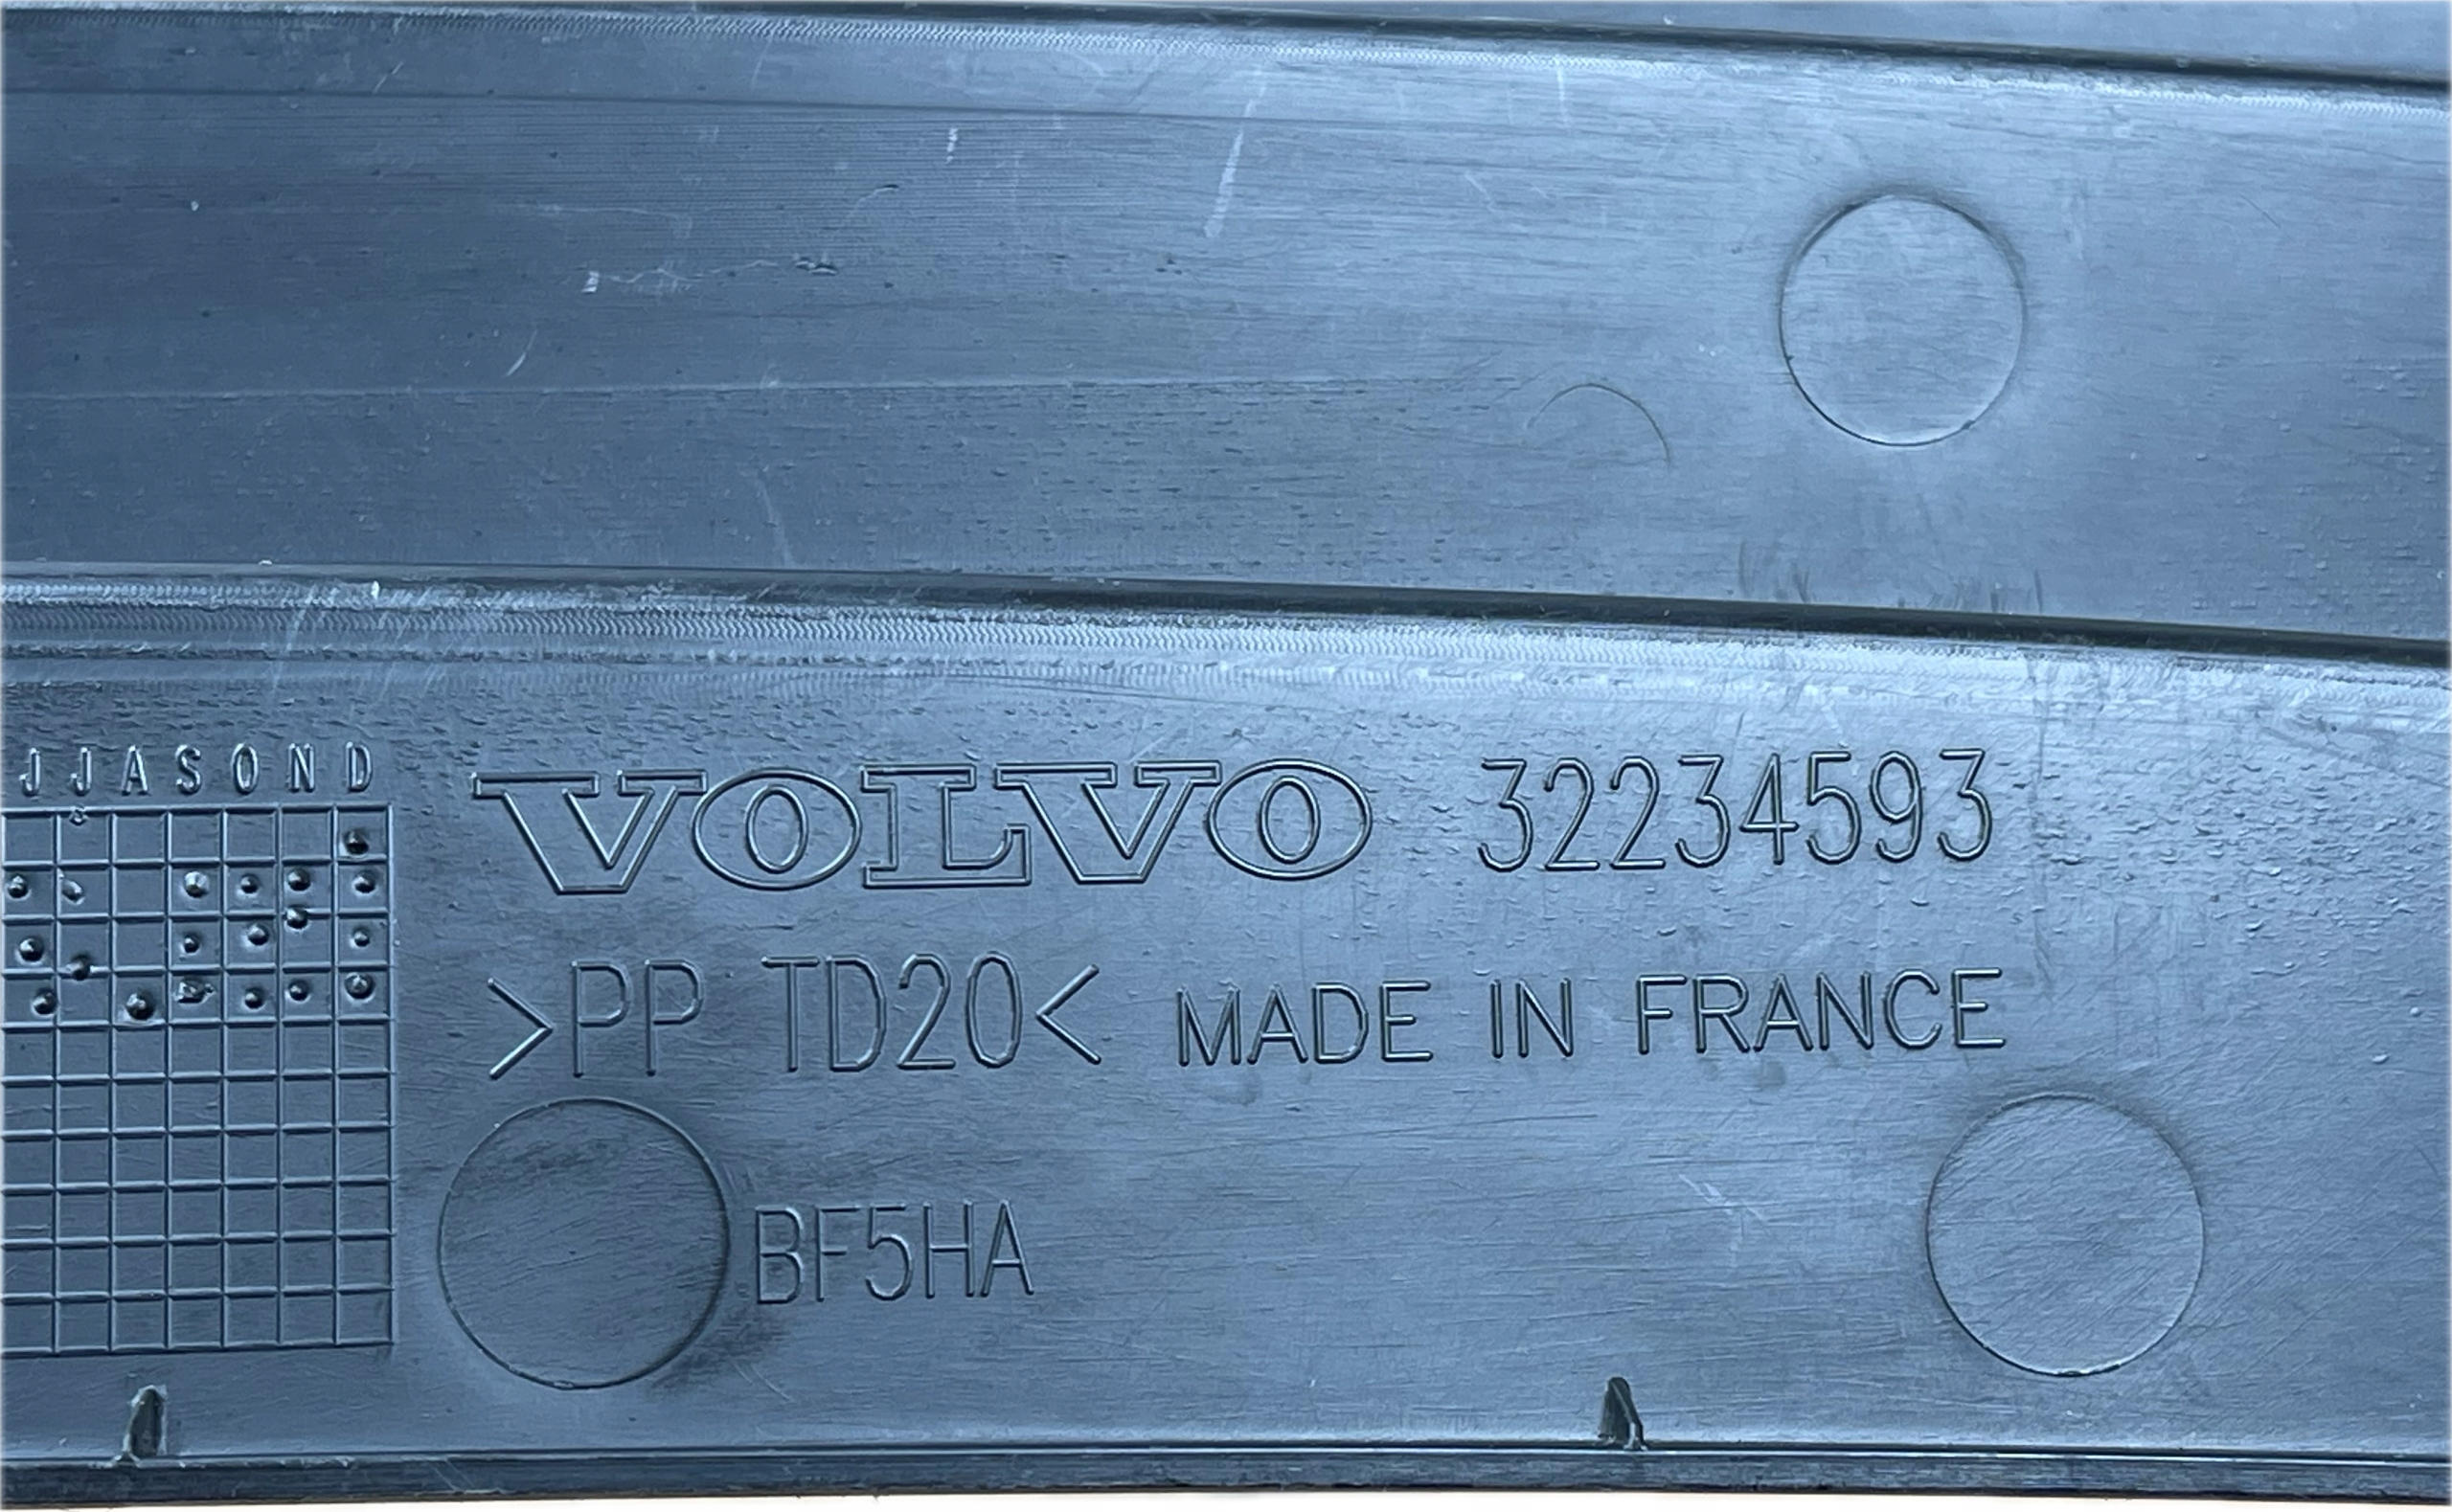 JJASOND
VOLVO 32234593
>PP TD20< MADE IN FRANCE
BF5HA